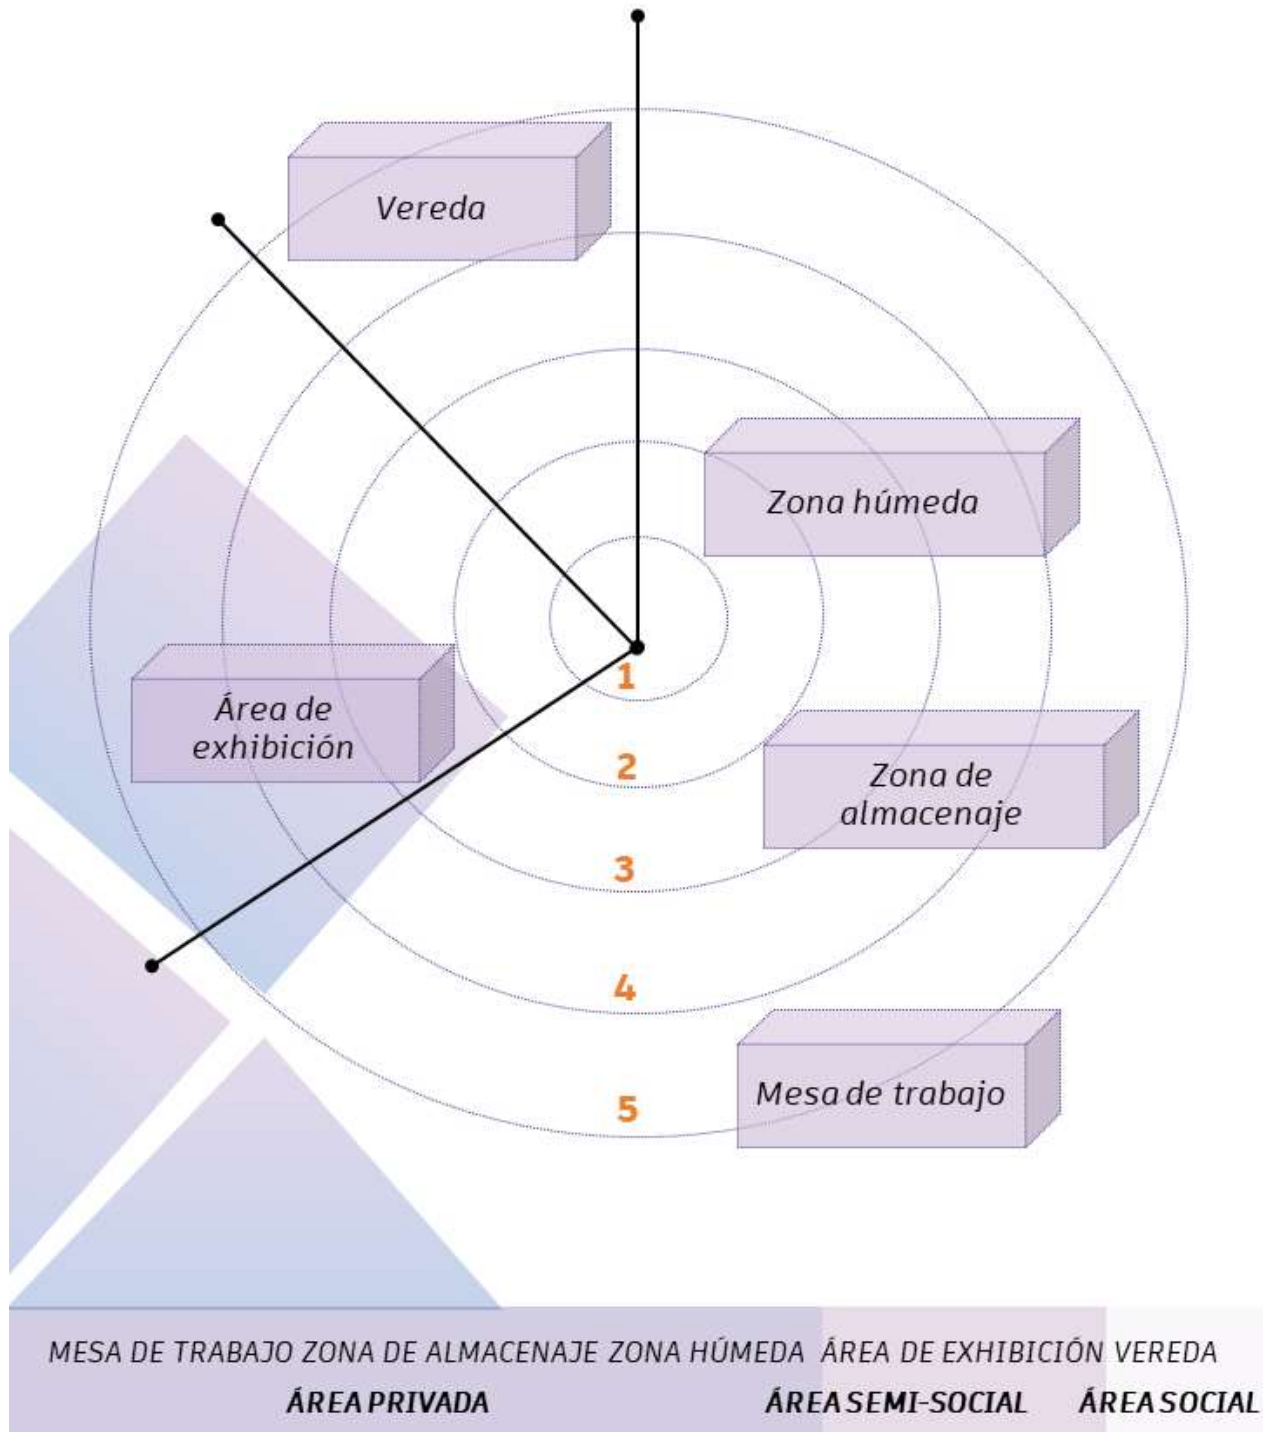 Vereda
Zona húmeda
Área de
exhibición
1
2
Zona de
almacenaje
3
4
Mesa de trabajo
5
MESA DE TRABAJO ZONA DE ALMACENAJE ZONA HÚMEDA ÁREA DE EXHIBICIÓN VEREDA
ÁREA PRIVADA ÁREA SEMI-SOCIAL ÁREA SOCIAL